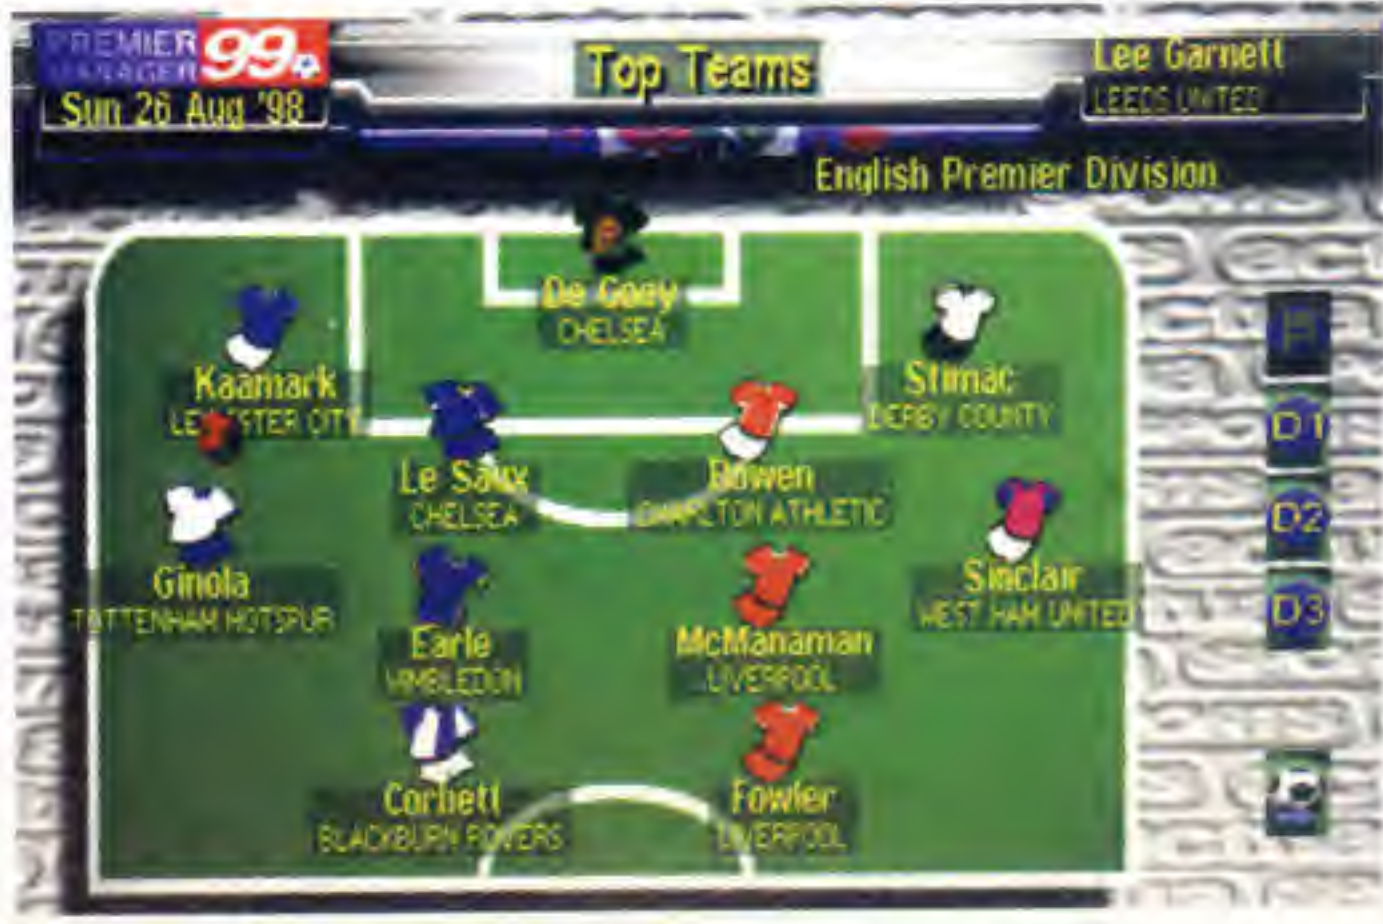 PREMIER
MANAGER
99
Sun 26 Aug '98
Top Teams
Lee Garnett
LEEDS UNITED
English Premier Division
De Goey
CHELSEA
Kaamark
LEICESTER CITY
Stimac
DERBY COUNTY
Le Saux
CHELSEA
Bowen
CHARLTON ATHLETIC
Ginola
TOTTENHAM HOTSPUR
Sinclair
WEST HAM UNITED
Earle
WIMBLEDON
McManaman
LIVERPOOL
Corbett
BLACKBURN ROVERS
Fowler
LIVERPOOL
P
D1
D2
D3